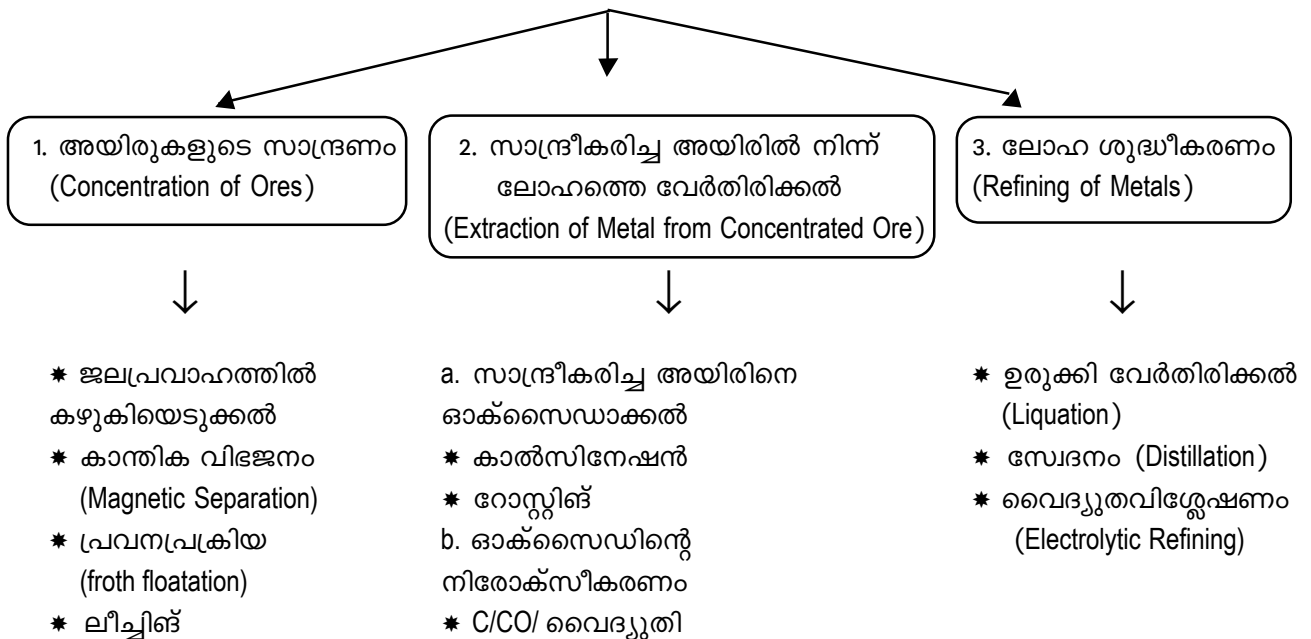 1. അയിരുകളുടെ സാന്ദ്രണം
(Concentration of Ores)
2. സാന്ദ്രീകരിച്ച അയിരിൽ നിന്ന്
ലോഹത്തെ വേർതിരിക്കൽ
(Extraction of Metal from Concentrated Ore)
3. ലോഹ ശുദ്ധീകരണം
(Refining of Metals)
✷ ജലപ്രവാഹത്തിൽ
കഴുകിയെടുക്കൽ
✷ കാന്തിക വിഭജനം
(Magnetic Separation)
✷ പ്രവനപ്രക്രിയ
(froth floatation)
✷ ലീച്ചിങ്
a. സാന്ദ്രീകരിച്ച അയിരിനെ
ഓക്സൈഡാക്കൽ
✷ കാൽസിനേഷൻ
✷ റോസ്റ്റിങ്
b. ഓക്സൈഡിന്റെ
നിരോക്സീകരണം
✷ C/CO/ വൈദ്യുതി
✷ ഉരുക്കി വേർതിരിക്കൽ
(Liquation)
✷ സ്വേദനം (Distillation)
✷ വൈദ്യുതവിശ്ലേഷണം
(Electrolytic Refining)